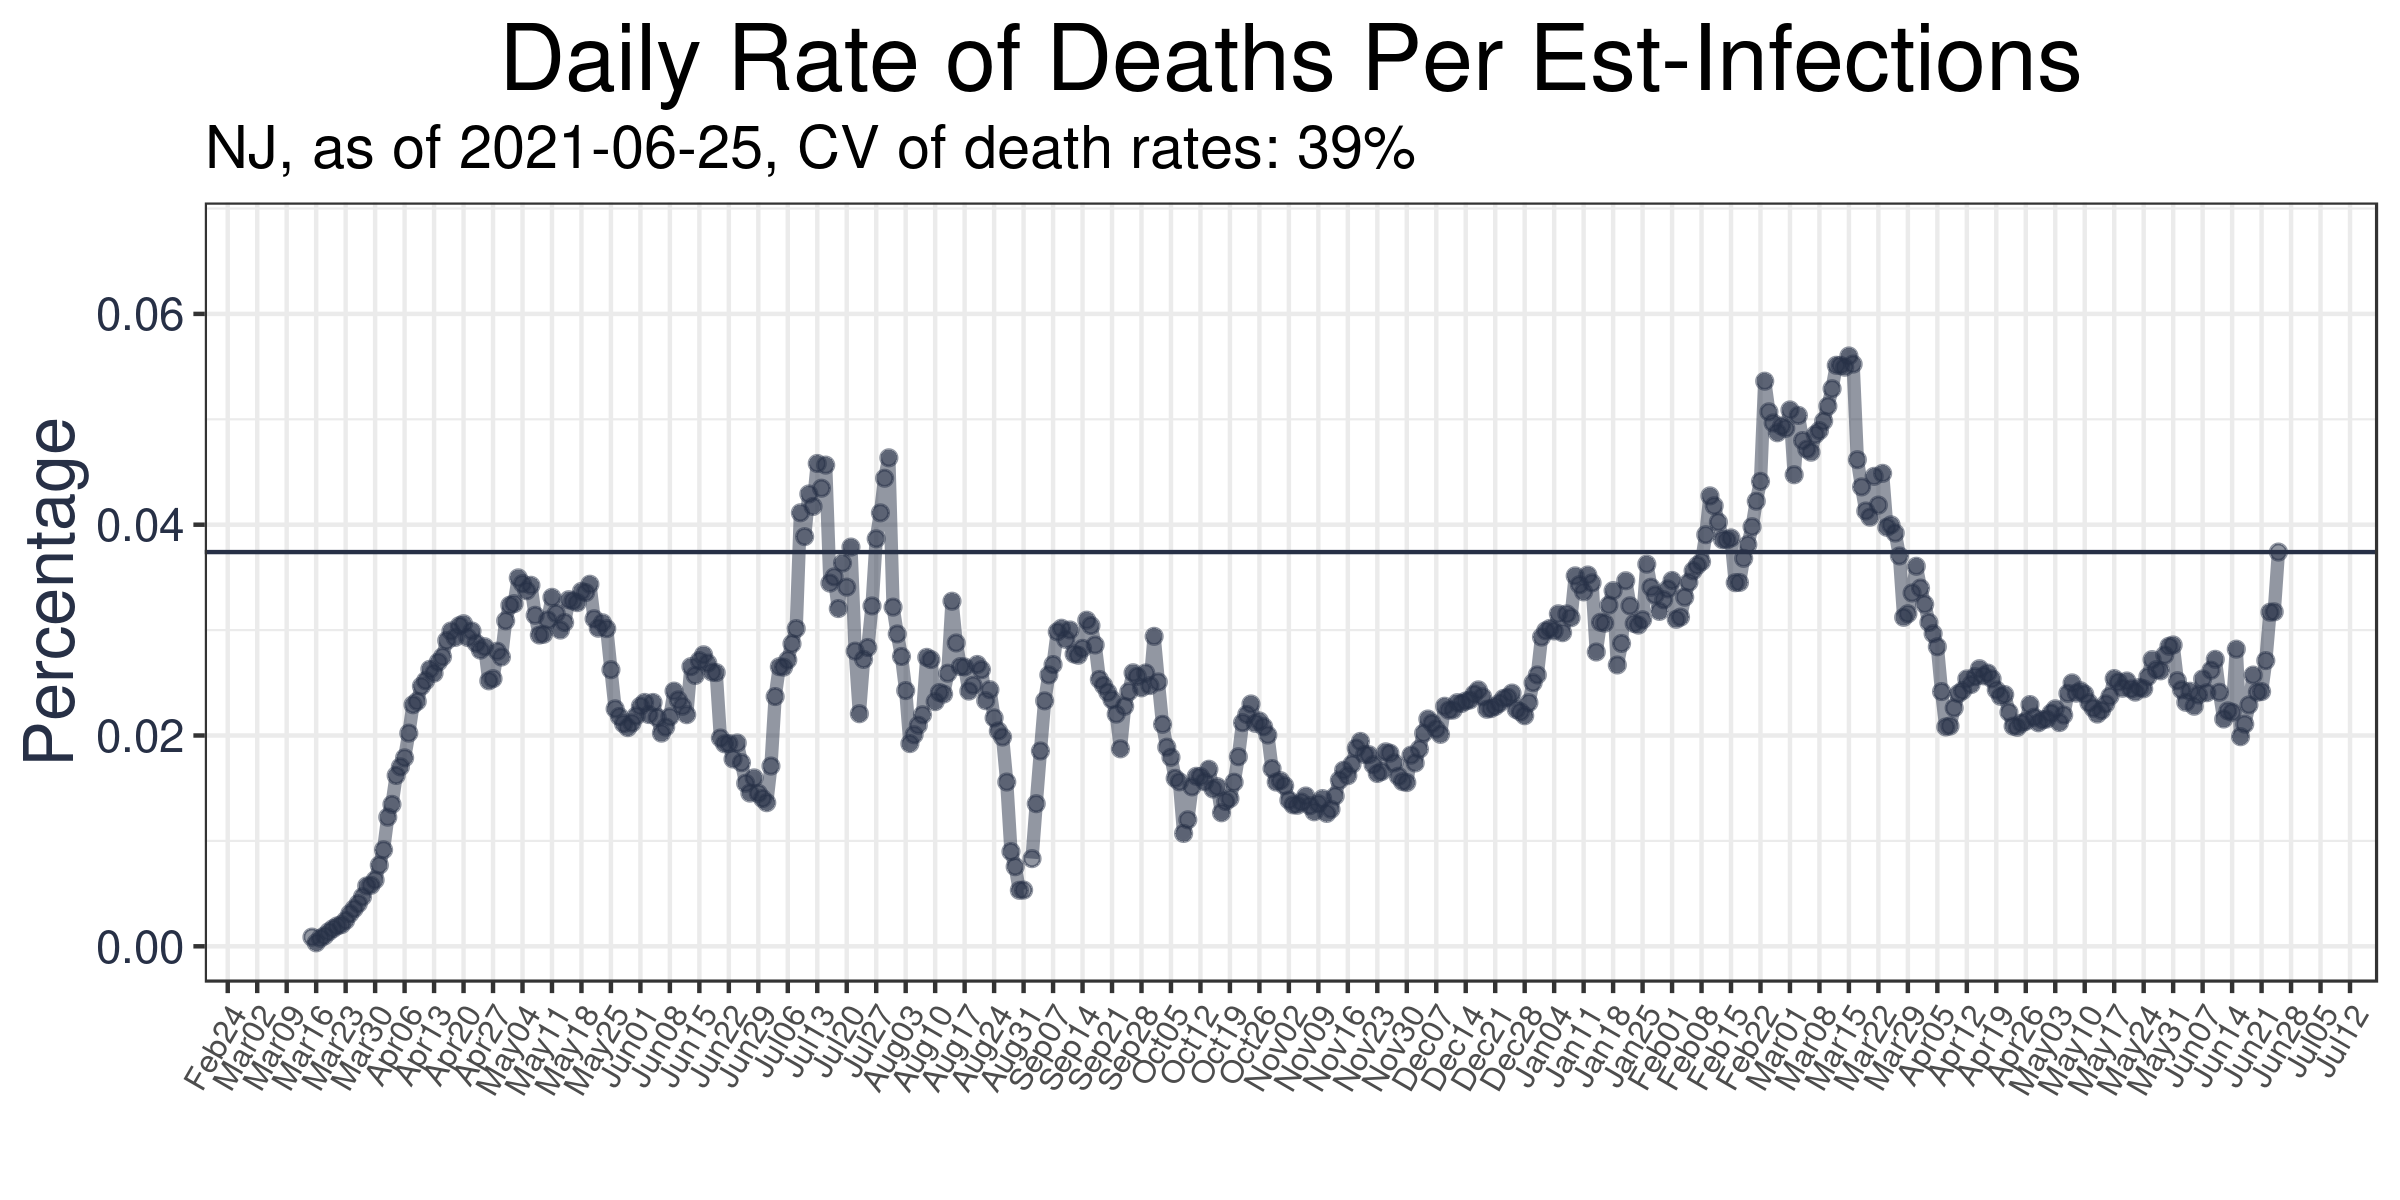 Daily Rate of Deaths Per Est-Infections
NJ, as of 2021-06-25, CV of death rates: 39%
Percentage
0.06
0.04
0.02
0.00
Feb24
Mar02
Mar09
Mar16
Mar23
Mar30
Apr06
Apr13
Apr20
Apr27
May04
May11
May18
May25
Jun01
Jun08
Jun15
Jun22
Jun29
Jul06
Jul13
Jul20
Jul27
Aug03
Aug10
Aug17
Aug24
Aug31
Sep07
Sep14
Sep21
Sep28
Oct05
Oct12
Oct19
Oct26
Nov02
Nov09
Nov16
Nov23
Nov30
Dec07
Dec14
Dec21
Dec28
Jan04
Jan11
Jan18
Jan25
Feb01
Feb08
Feb15
Feb22
Mar01
Mar08
Mar15
Mar22
Mar29
Apr05
Apr12
Apr19
Apr26
May03
May10
May17
May24
May31
Jun07
Jun14
Jun21
Jun28
Jul05
Jul12